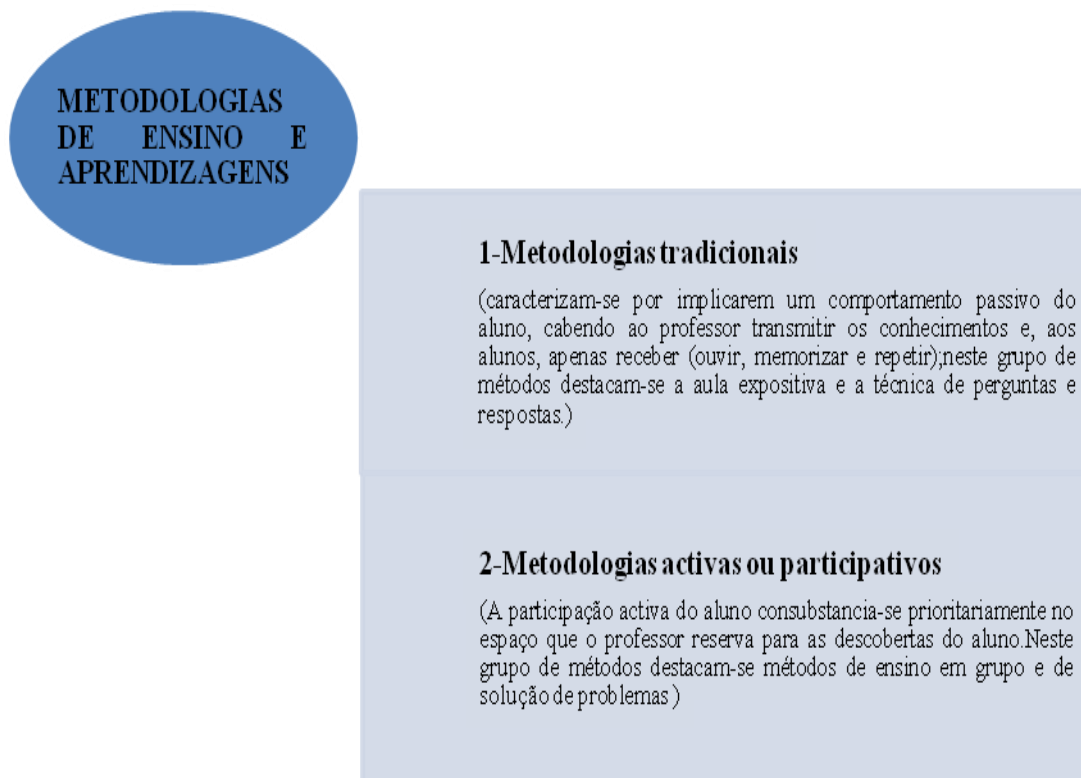 METODOLOGIAS
DE ENSINO E
APRENDIZAGENS
1-Metodologias tradicionais
(caracterizam-se por implicarem um comportamento passivo do
aluno, cabendo ao professor transmitir os conhecimentos e, aos
alunos, apenas receber (ouvir, memorizar e repetir);neste grupo de
métodos destacam-se a aula expositiva e a técnica de perguntas e
respostas.)
2-Metodologias activas ou participativos
(A participação activa do aluno consubstancia-se prioritariamente no
espaço que o professor reserva para as descobertas do aluno.Neste
grupo de métodos destacam-se métodos de ensino em grupo e de
solução de problemas )